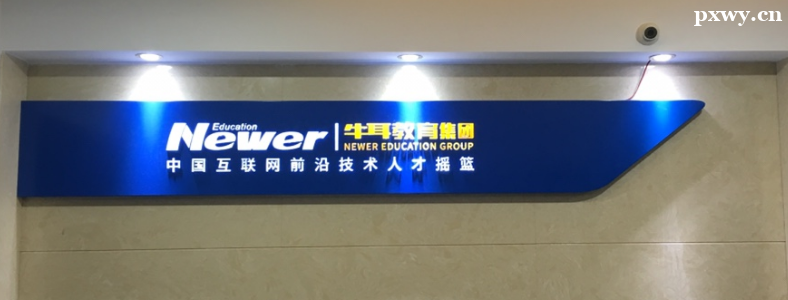 pxwy.cn
Education
Newer
牛耳教育集团
NEWER EDUCATION GROUP
中国互联网前沿技术人才摇篮